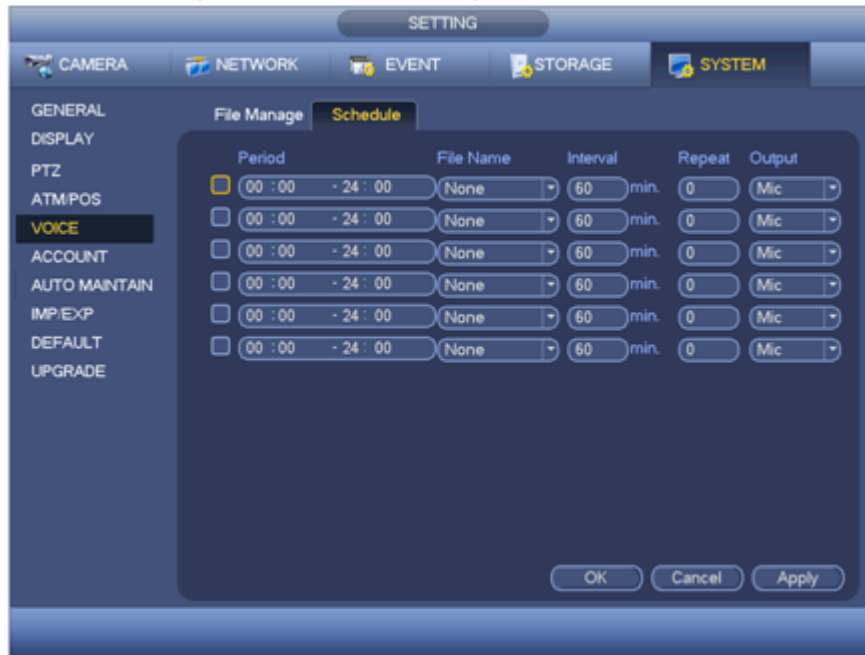 SETTING
CAMERA NETWORK EVENT STORAGE SYSTEM
GENERAL
DISPLAY
PTZ
ATM/POS
VOICE
ACCOUNT
AUTO MAINTAIN
IMP/EXP
DEFAULT
UPGRADE
File Manage Schedule
Period File Name Interval Repeat Output
00 : 00 - 24 : 00 None 60 min. 0 Mic
00 : 00 - 24 : 00 None 60 min. 0 Mic
00 : 00 - 24 : 00 None 60 min. 0 Mic
00 : 00 - 24 : 00 None 60 min. 0 Mic
00 : 00 - 24 : 00 None 60 min. 0 Mic
00 : 00 - 24 : 00 None 60 min. 0 Mic
OK Cancel Apply